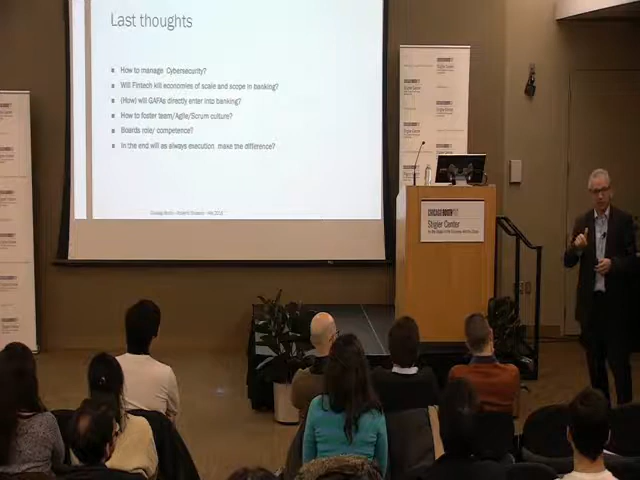 Last thoughts
How to manage Cybersecurity?
Will Fintech kill economies of scale and scope in banking?
(How) will GAFAs directly enter into banking?
How to foster team/Agile/Scrum culture?
Boards role/ competence?
In the end will as always execution make the difference?
CHICAGO BOOTH
Stigler Center